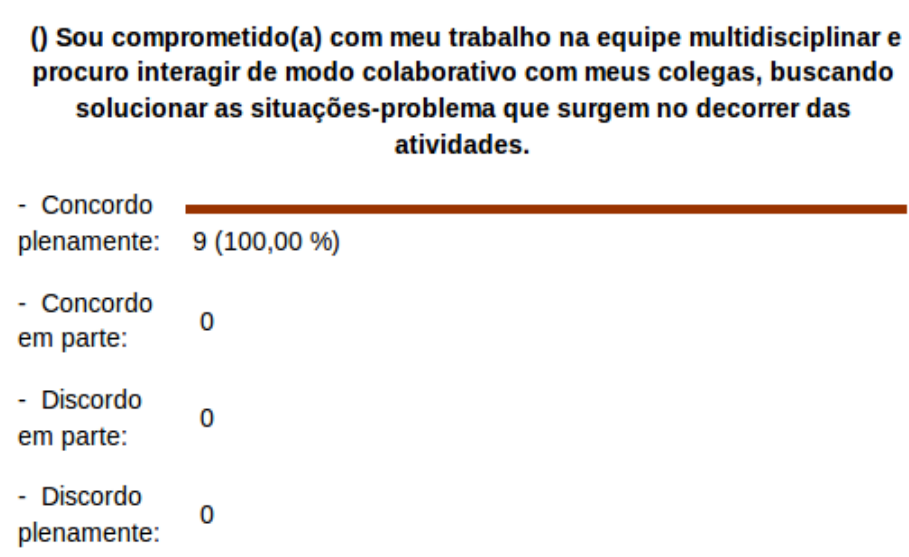 () Sou comprometido(a) com meu trabalho na equipe multidisciplinar e
procuro interagir de modo colaborativo com meus colegas, buscando
solucionar as situações-problema que surgem no decorrer das
atividades.
- Concordo
plenamente: 9 (100,00 %)
- Concordo
em parte: 0
- Discordo
em parte: 0
- Discordo
plenamente: 0